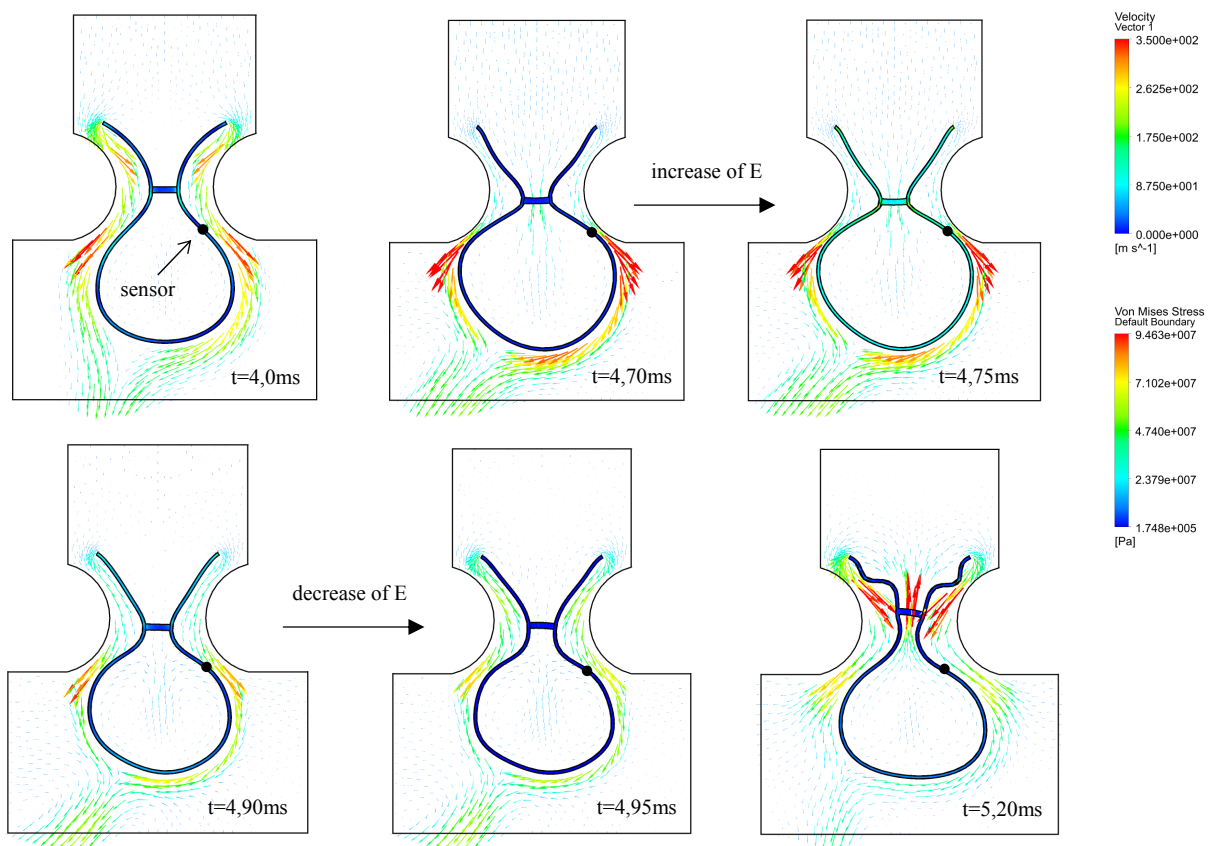 Velocity
Vector 1
3.500e+002
2.625e+002
1.750e+002
8.750e+001
0.000e+000
[m s^-1]
increase of E
sensor
t=4,0ms
t=4,70ms
t=4,75ms
Von Mises Stress
Default Boundary
9.463e+007
7.102e+007
4.740e+007
2.379e+007
1.748e+005
[Pa]
decrease of E
t=4,90ms
t=4,95ms
t=5,20ms